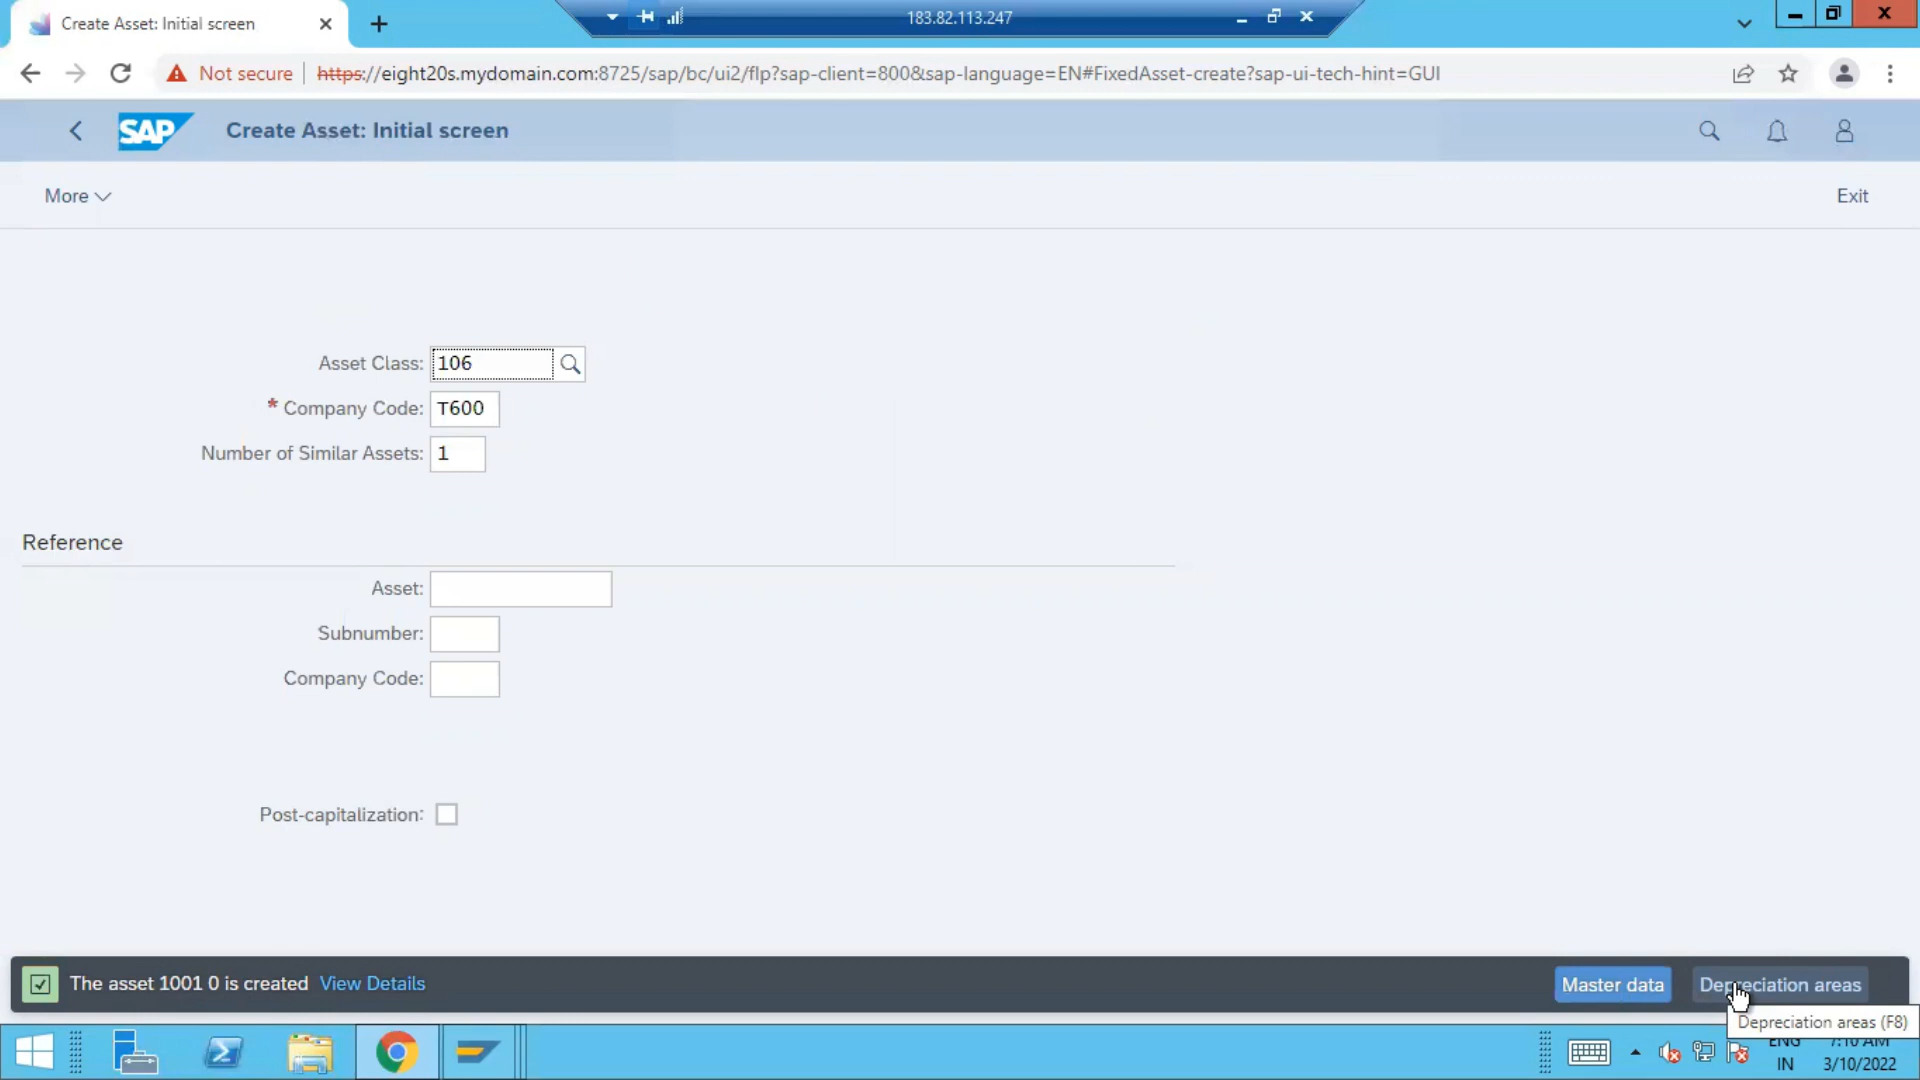 Create Asset: Initial screen
183.82.113.247
Not secure https://eight20s.mydomain.com:8725/sap/bc/ui2/flp?sap-client=800&sap-language=EN#FixedAsset-create?sap-ui-tech-hint=GUI
SAP Create Asset: Initial screen
More Exit
Asset Class: 106
* Company Code: T600
Number of Similar Assets: 1
Reference
Asset:
Subnumber:
Company Code:
Post-capitalization:
The asset 1001 0 is created View Details Master data Depreciation areas
Depreciation areas (F8)
ENG 7:10 AM
IN 3/10/2022